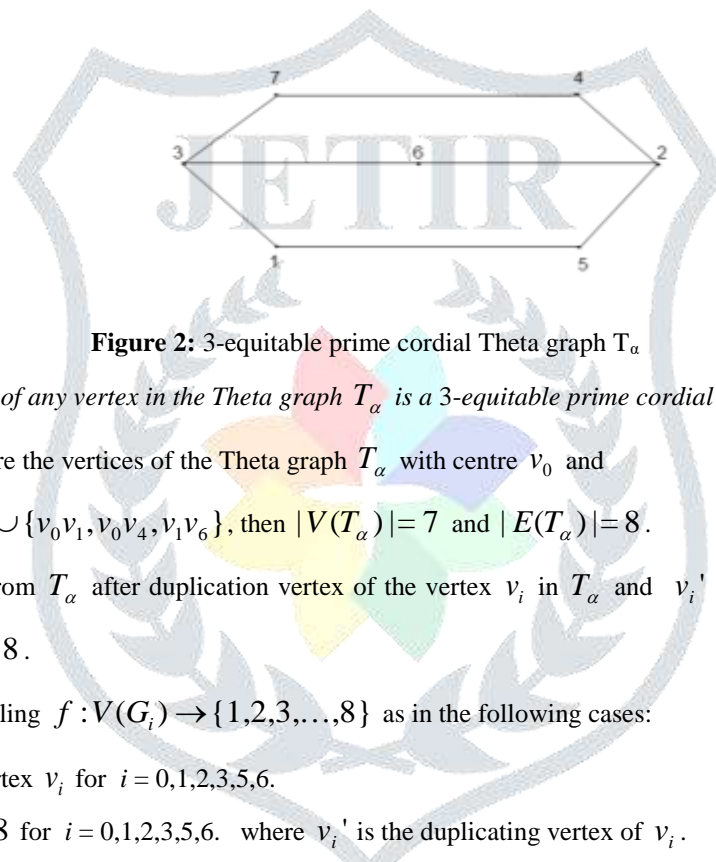 7 4
3 6 2
JETIR
1 5
Figure 2: 3-equitable prime cordial Theta graph Tα
of any vertex in the Theta graph Tα is a 3-equitable prime cordial
re the vertices of the Theta graph Tα with centre v0 and
∪ {v0v1, v0v4, v1v6}, then | V(Tα) |= 7 and | E(Tα) |= 8.
rom Tα after duplication vertex of the vertex vi in Tα and vi'
8.
ling f : V(Gi) → {1,2,3,…,8} as in the following cases:
rtex vi for i = 0,1,2,3,5,6.
8 for i = 0,1,2,3,5,6. where vi' is the duplicating vertex of vi.